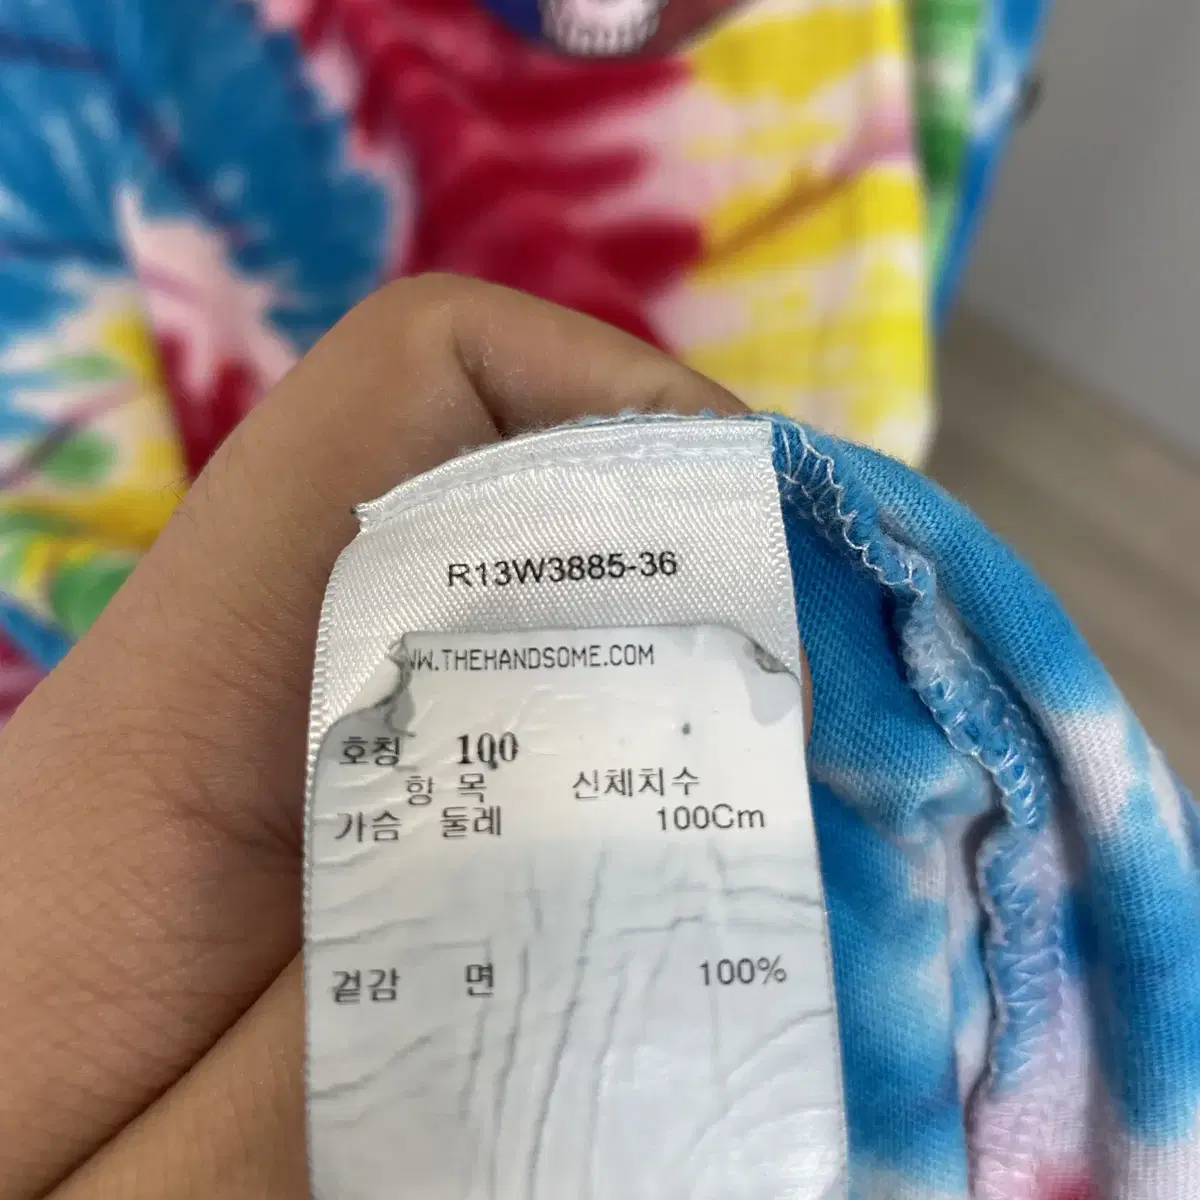 R13W3885-36
WW.THEHANDSOME.COM
호칭 100
항 목 신체치수
가슴 둘레 100Cm
겉감 면 100%